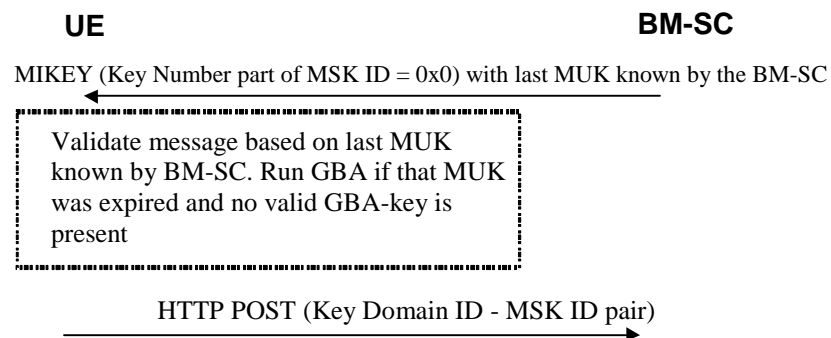 UE BM-SC
MIKEY (Key Number part of MSK ID = 0x0) with last MUK known by the BM-SC
Validate message based on last MUK
known by BM-SC. Run GBA if that MUK
was expired and no valid GBA-key is
present
HTTP POST (Key Domain ID - MSK ID pair)